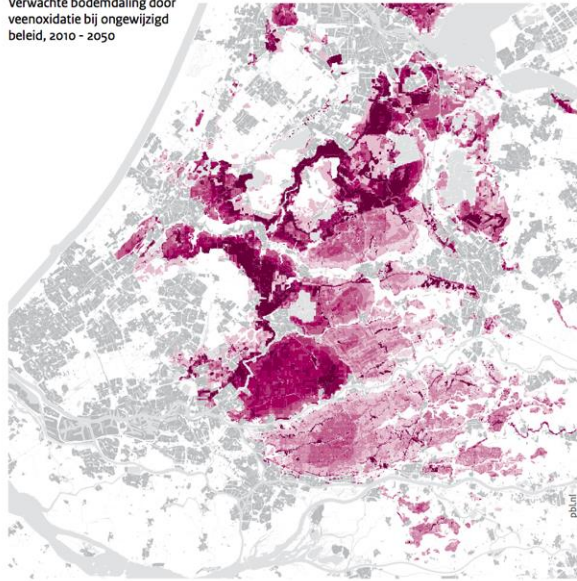 Verwachte bodemdaling door
veenoxidatie bij ongewijzigd
beleid, 2010 - 2050
pbl.nl